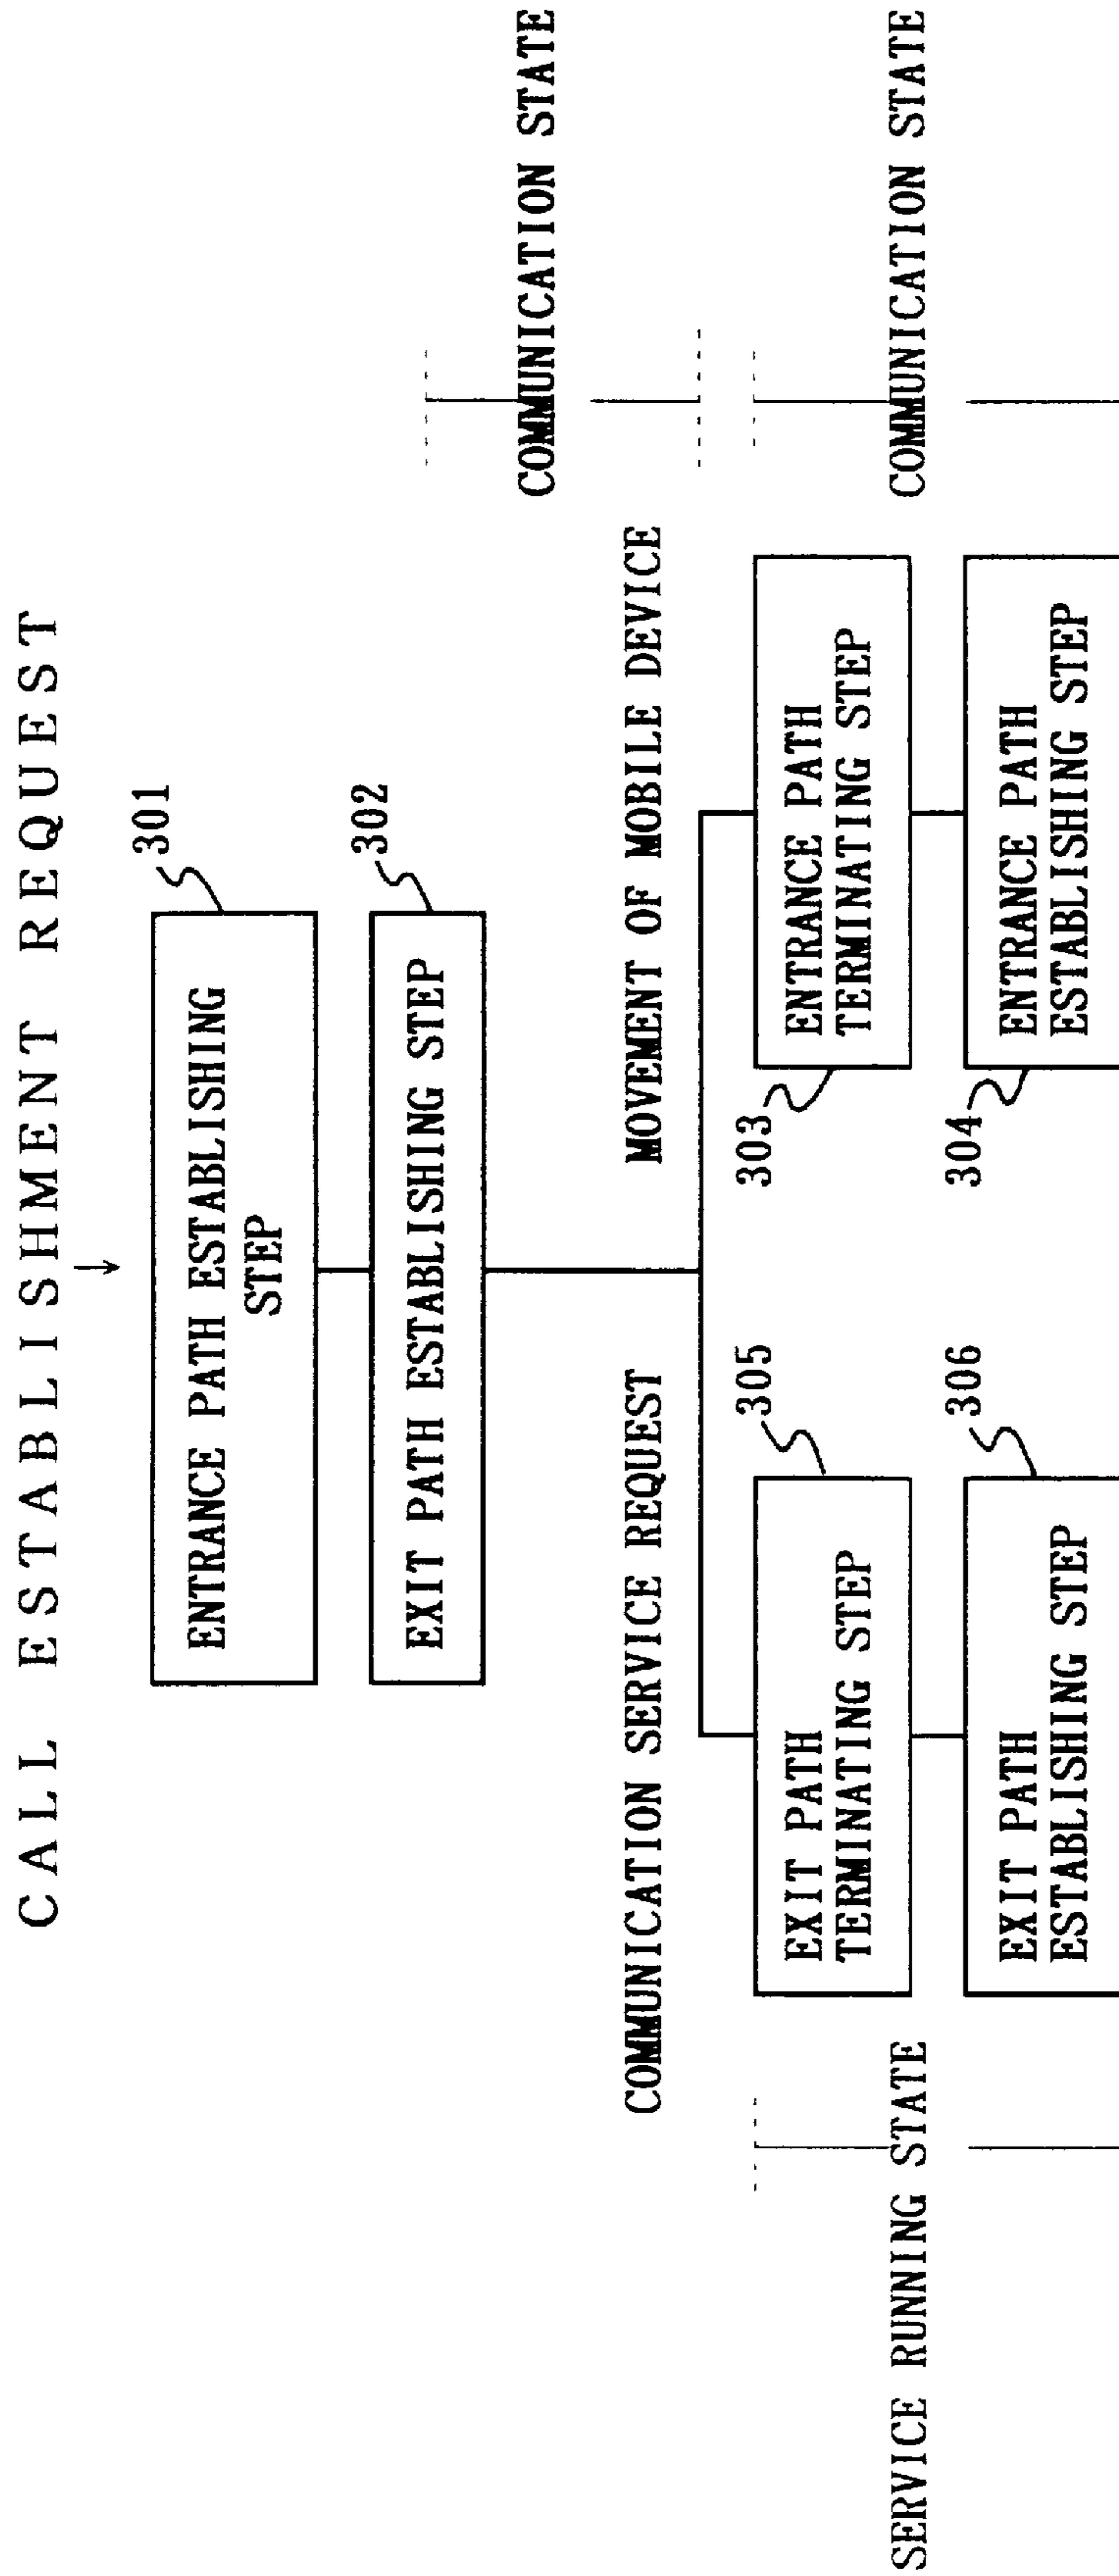 CALL ESTABLISHMENT REQUEST
301
ENTRANCE PATH ESTABLISHING
STEP
302
EXIT PATH ESTABLISHING STEP
COMMUNICATION STATE
COMMUNICATION SERVICE REQUEST
MOVEMENT OF MOBILE DEVICE
305
EXIT PATH
TERMINATING STEP
303
ENTRANCE PATH
TERMINATING STEP
SERVICE RUNNING STATE
COMMUNICATION STATE
306
EXIT PATH
ESTABLISHING STEP
304
ENTRANCE PATH
ESTABLISHING STEP